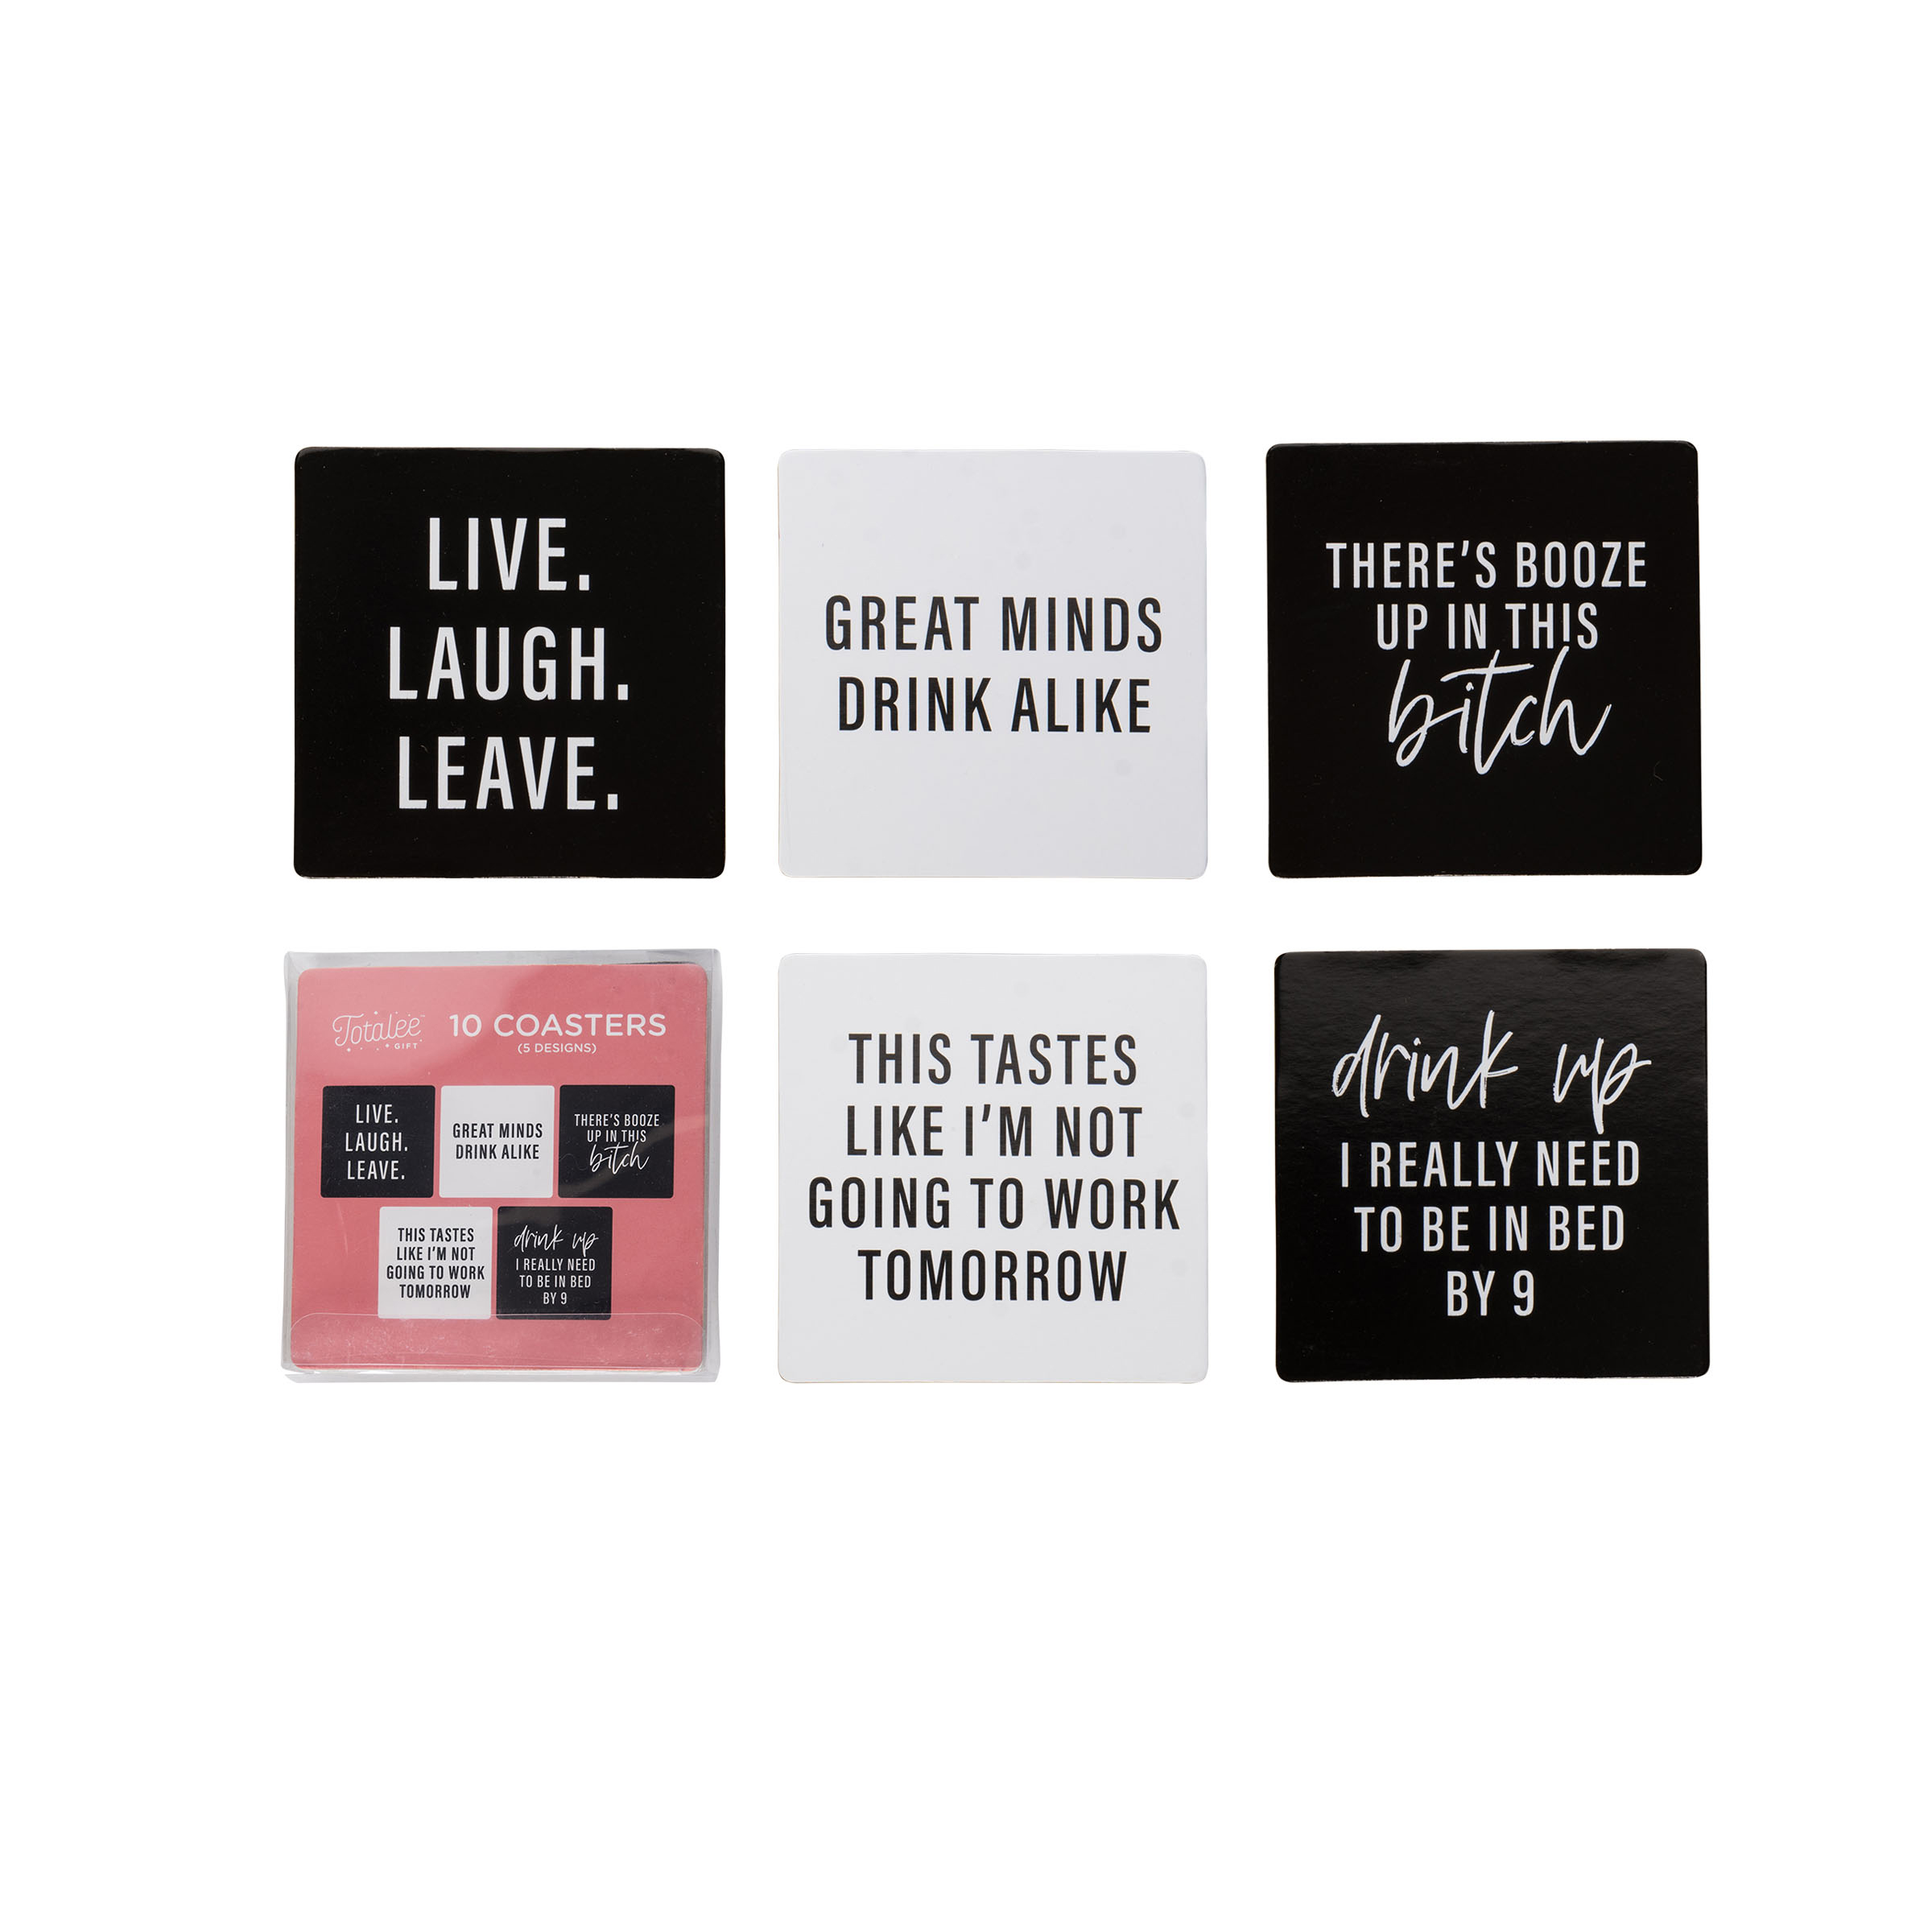 LIVE.
LAUGH.
LEAVE.
GREAT MINDS
DRINK ALIKE
THERE'S BOOZE
UP IN THIS
bitch
Totalee™
GIFT
10 COASTERS
(5 DESIGNS)
LIVE.
LAUGH.
LEAVE.
GREAT MINDS
DRINK ALIKE
THERE'S BOOZE
UP IN THIS
bitch
THIS TASTES
LIKE I'M NOT
GOING TO WORK
TOMORROW
drink up
I REALLY NEED
TO BE IN BED
BY 9
THIS TASTES
LIKE I'M NOT
GOING TO WORK
TOMORROW
drink up
I REALLY NEED
TO BE IN BED
BY 9